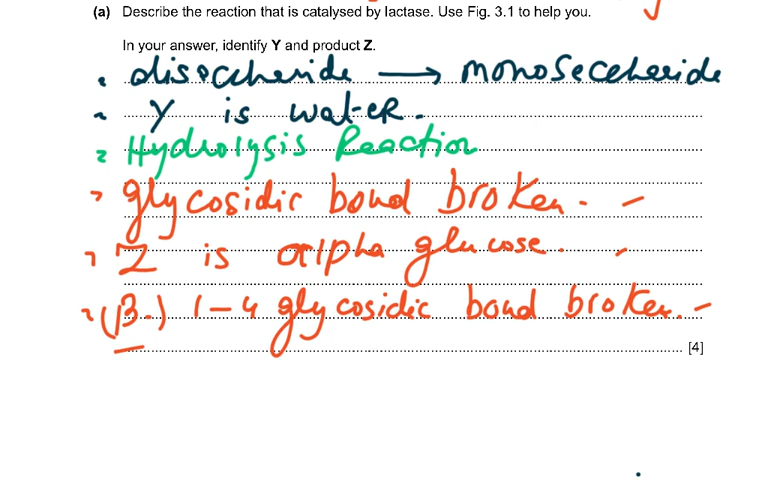 (a) Describe the reaction that is catalysed by lactase. Use Fig. 3.1 to help you.
In your answer, identify Y and product Z.
disaccheride → monoseccheride
Y is water.
Hydrolysis Reaction
glycosidic bond broken.
Z is alpha glucose.
(β-) 1-4 glycosidic bond broken.
[4]